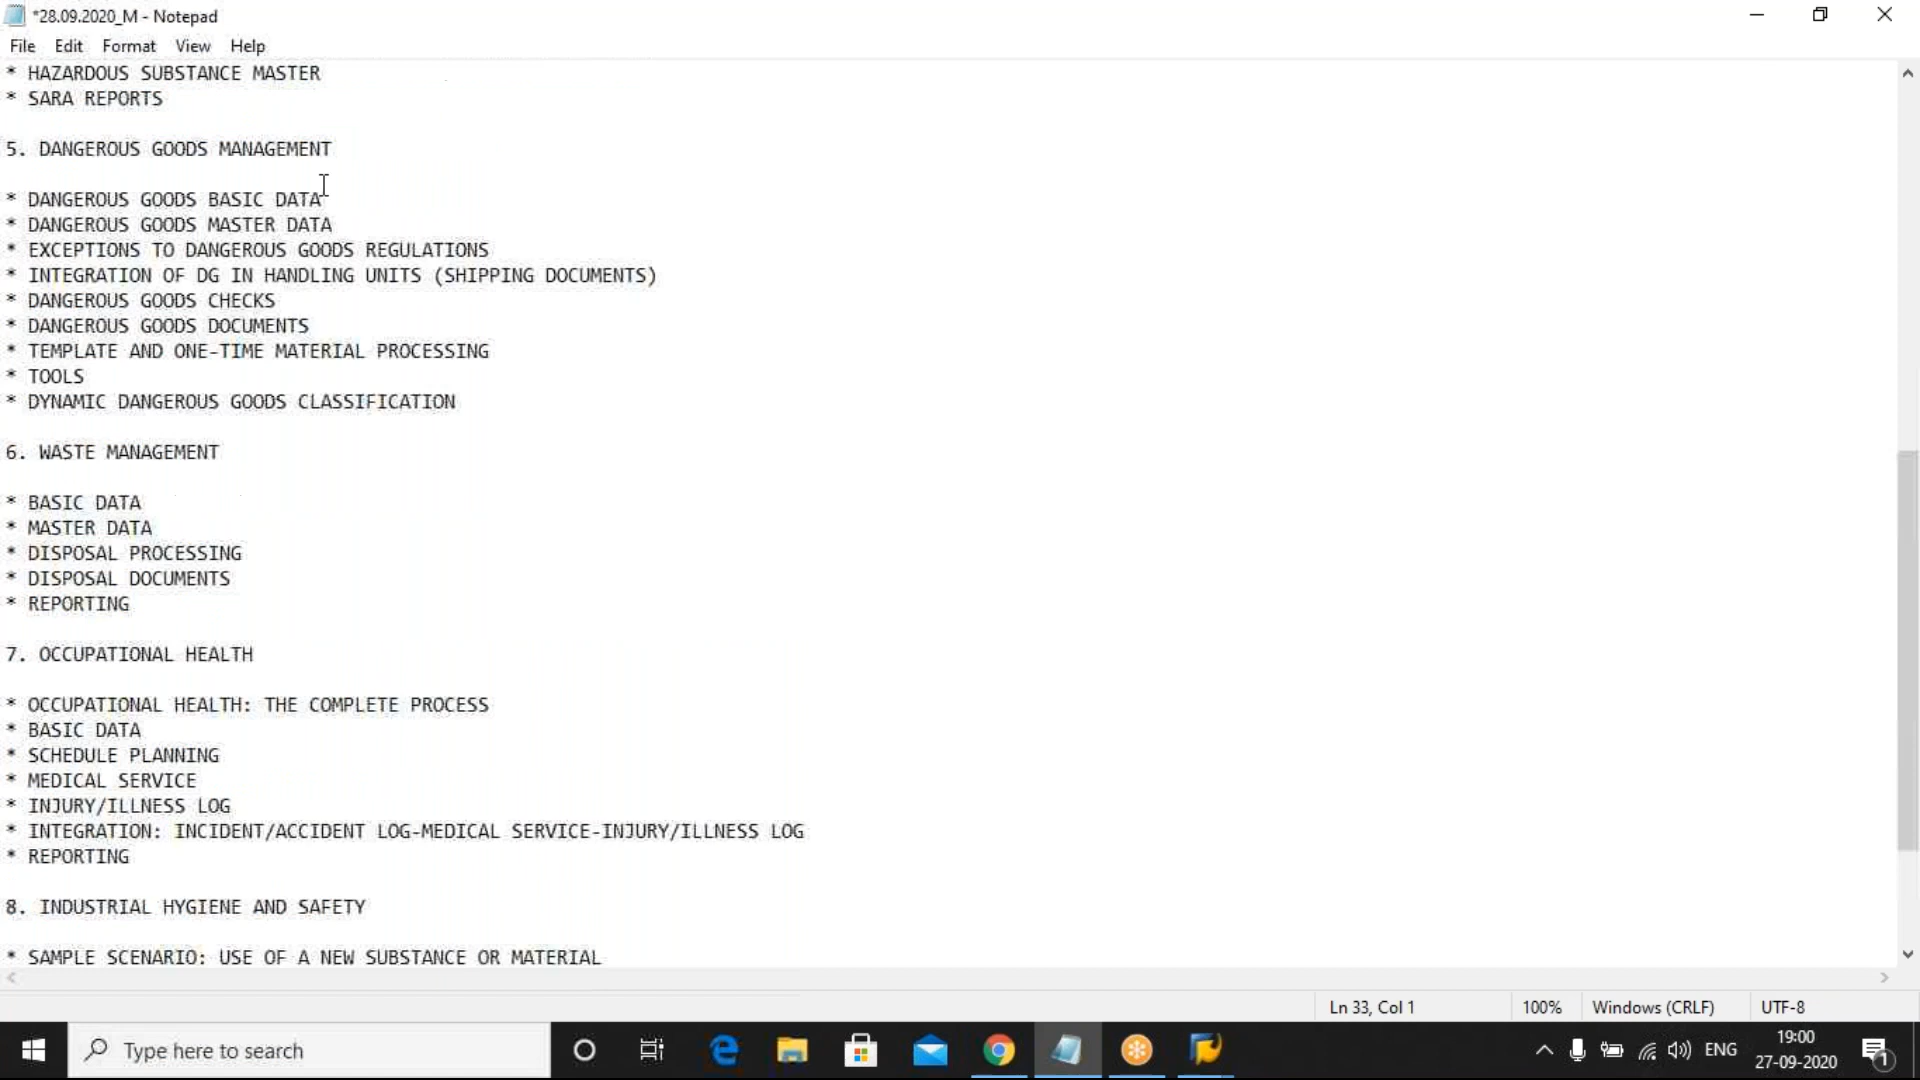 *28.09.2020_M - Notepad
File Edit Format View Help
* HAZARDOUS SUBSTANCE MASTER
* SARA REPORTS
5. DANGEROUS GOODS MANAGEMENT
* DANGEROUS GOODS BASIC DATA
* DANGEROUS GOODS MASTER DATA
* EXCEPTIONS TO DANGEROUS GOODS REGULATIONS
* INTEGRATION OF DG IN HANDLING UNITS (SHIPPING DOCUMENTS)
* DANGEROUS GOODS CHECKS
* DANGEROUS GOODS DOCUMENTS
* TEMPLATE AND ONE-TIME MATERIAL PROCESSING
* TOOLS
* DYNAMIC DANGEROUS GOODS CLASSIFICATION
6. WASTE MANAGEMENT
* BASIC DATA
* MASTER DATA
* DISPOSAL PROCESSING
* DISPOSAL DOCUMENTS
* REPORTING
7. OCCUPATIONAL HEALTH
* OCCUPATIONAL HEALTH: THE COMPLETE PROCESS
* BASIC DATA
* SCHEDULE PLANNING
* MEDICAL SERVICE
* INJURY/ILLNESS LOG
* INTEGRATION: INCIDENT/ACCIDENT LOG-MEDICAL SERVICE-INJURY/ILLNESS LOG
* REPORTING
8. INDUSTRIAL HYGIENE AND SAFETY
* SAMPLE SCENARIO: USE OF A NEW SUBSTANCE OR MATERIAL
Ln 33, Col 1 100% Windows (CRLF) UTF-8
Type here to search
ENG
19:00
27-09-2020
1